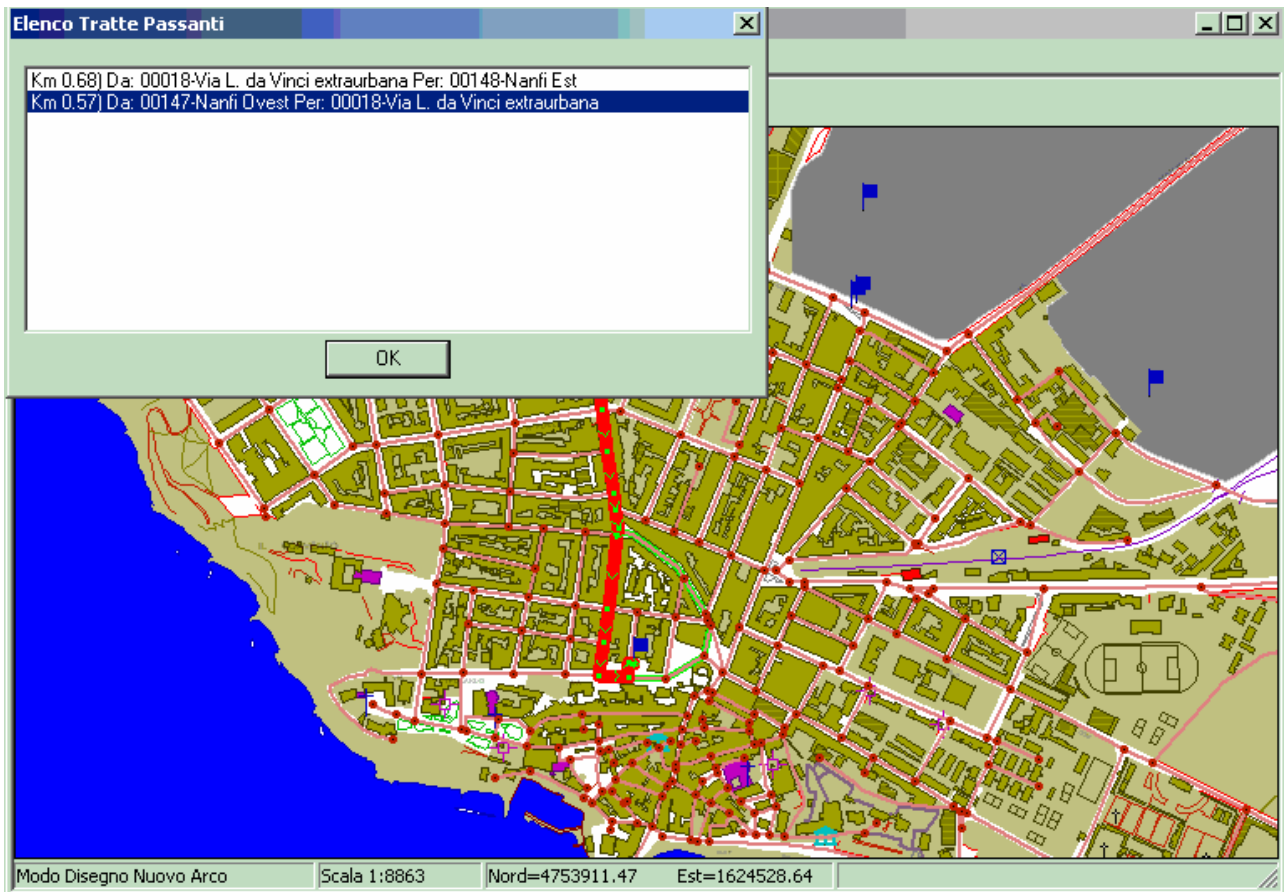 Elenco Tratte Passanti
Km 0.68) Da: 00018-Via L. da Vinci extraurbana Per: 00148-Nanfi Est
Km 0.57) Da: 00147-Nanfi Ovest Per: 00018-Via L. da Vinci extraurbana
OK
Modo Disegno Nuovo Arco
Scala 1:8863
Nord=4753911.47 Est=1624528.64